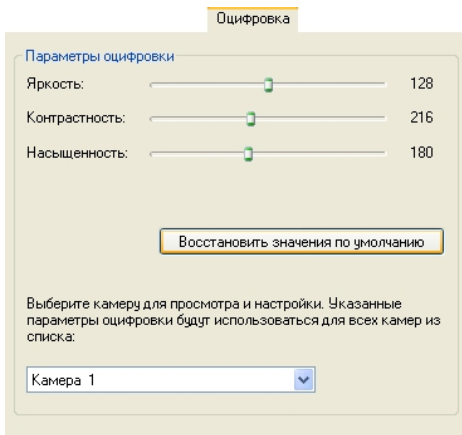 Оцифровка
Параметры оцифровки
Яркость: 128
Контрастность: 216
Насыщенность: 180
Восстановить значения по умолчанию
Выберите камеру для просмотра и настройки. Указанные
параметры оцифровки будут использоваться для всех камер из
списка:
Камера 1